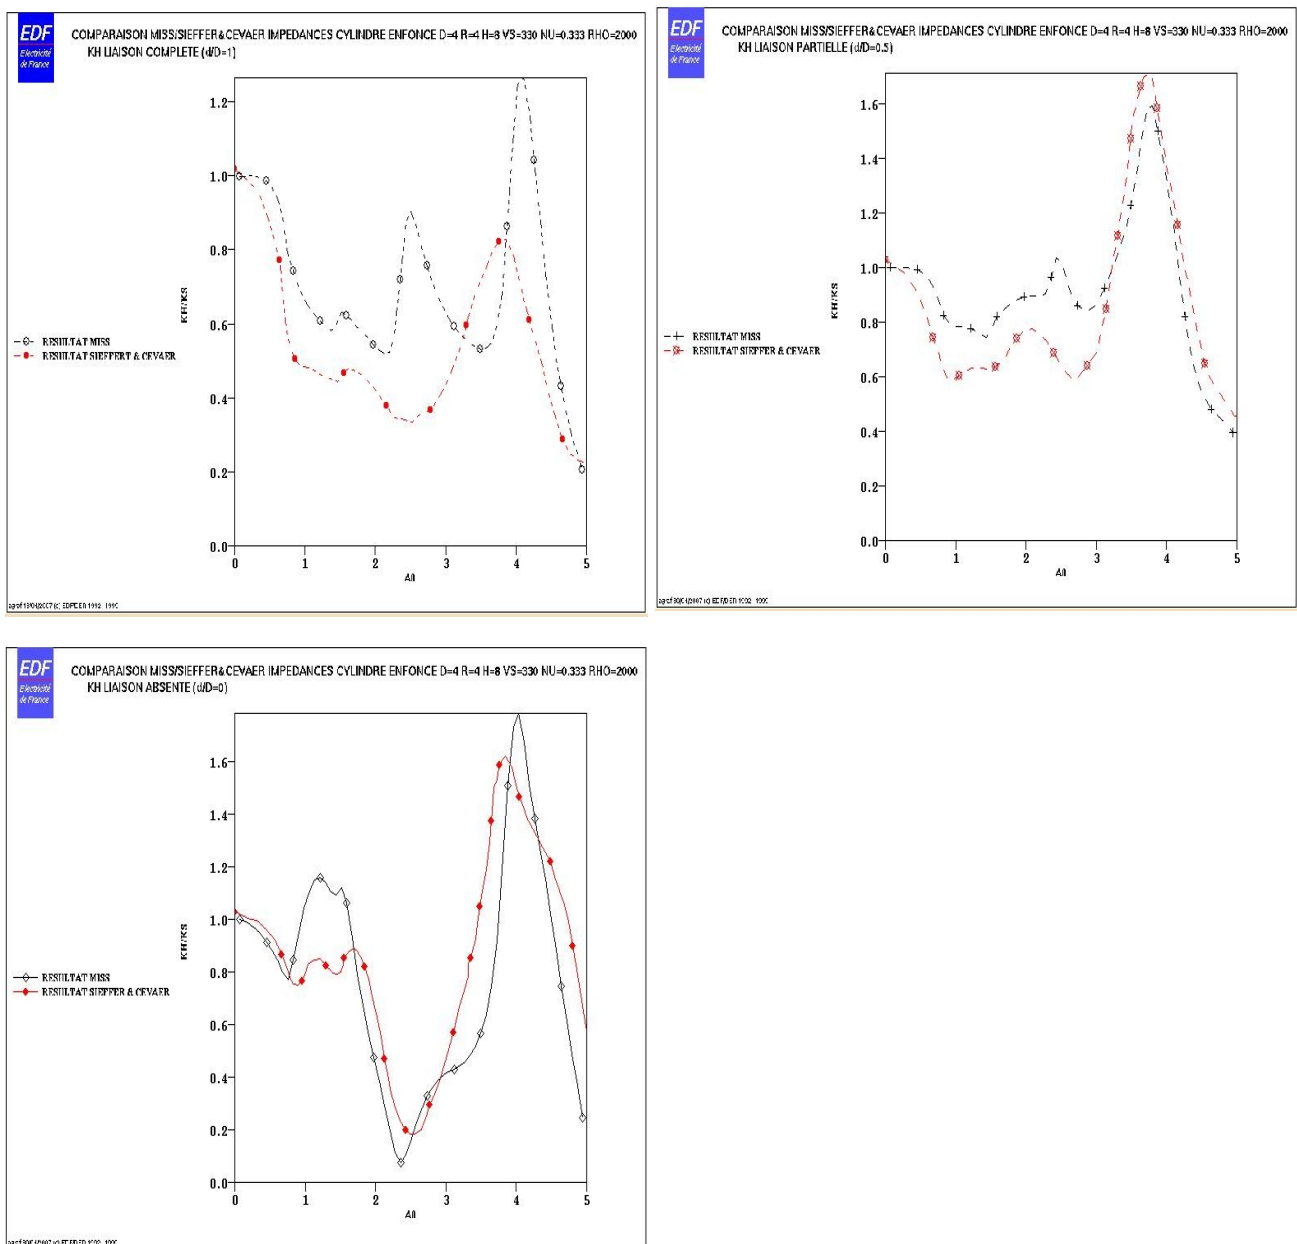 EDF
Electricité
de France
COMPARAISON MISS/SIEFFER&CEVAER IMPEDANCES CYLINDRE ENFONCE D=4 R=4 H=8 VS=330 NU=0.333 RHO=2000
KH LIAISON COMPLETE (d/D=1)
1.2
1.0
0.8
0.6
0.4
0.2
0.0
KH/KS
0 1 2 3 4 5
A0
RESULTAT MISS
RESULTAT SIEFFERT & CEVAER
EDF
Electricité
de France
COMPARAISON MISS/SIEFFER&CEVAER IMPEDANCES CYLINDRE ENFONCE D=4 R=4 H=8 VS=330 NU=0.333 RHO=2000
KH LIAISON PARTIELLE (d/D=0.5)
1.6
1.4
1.2
1.0
0.8
0.6
0.4
0.2
0.0
KH/KS
0 1 2 3 4 5
A0
RESULTAT MISS
RESULTAT SIEFFER & CEVAER
EDF
Electricité
de France
COMPARAISON MISS/SIEFFER&CEVAER IMPEDANCES CYLINDRE ENFONCE D=4 R=4 H=8 VS=330 NU=0.333 RHO=2000
KH LIAISON ABSENTE (d/D=0)
1.6
1.4
1.2
1.0
0.8
0.6
0.4
0.2
0.0
KH/KS
0 1 2 3 4 5
A0
RESULTAT MISS
RESULTAT SIEFFER & CEVAER